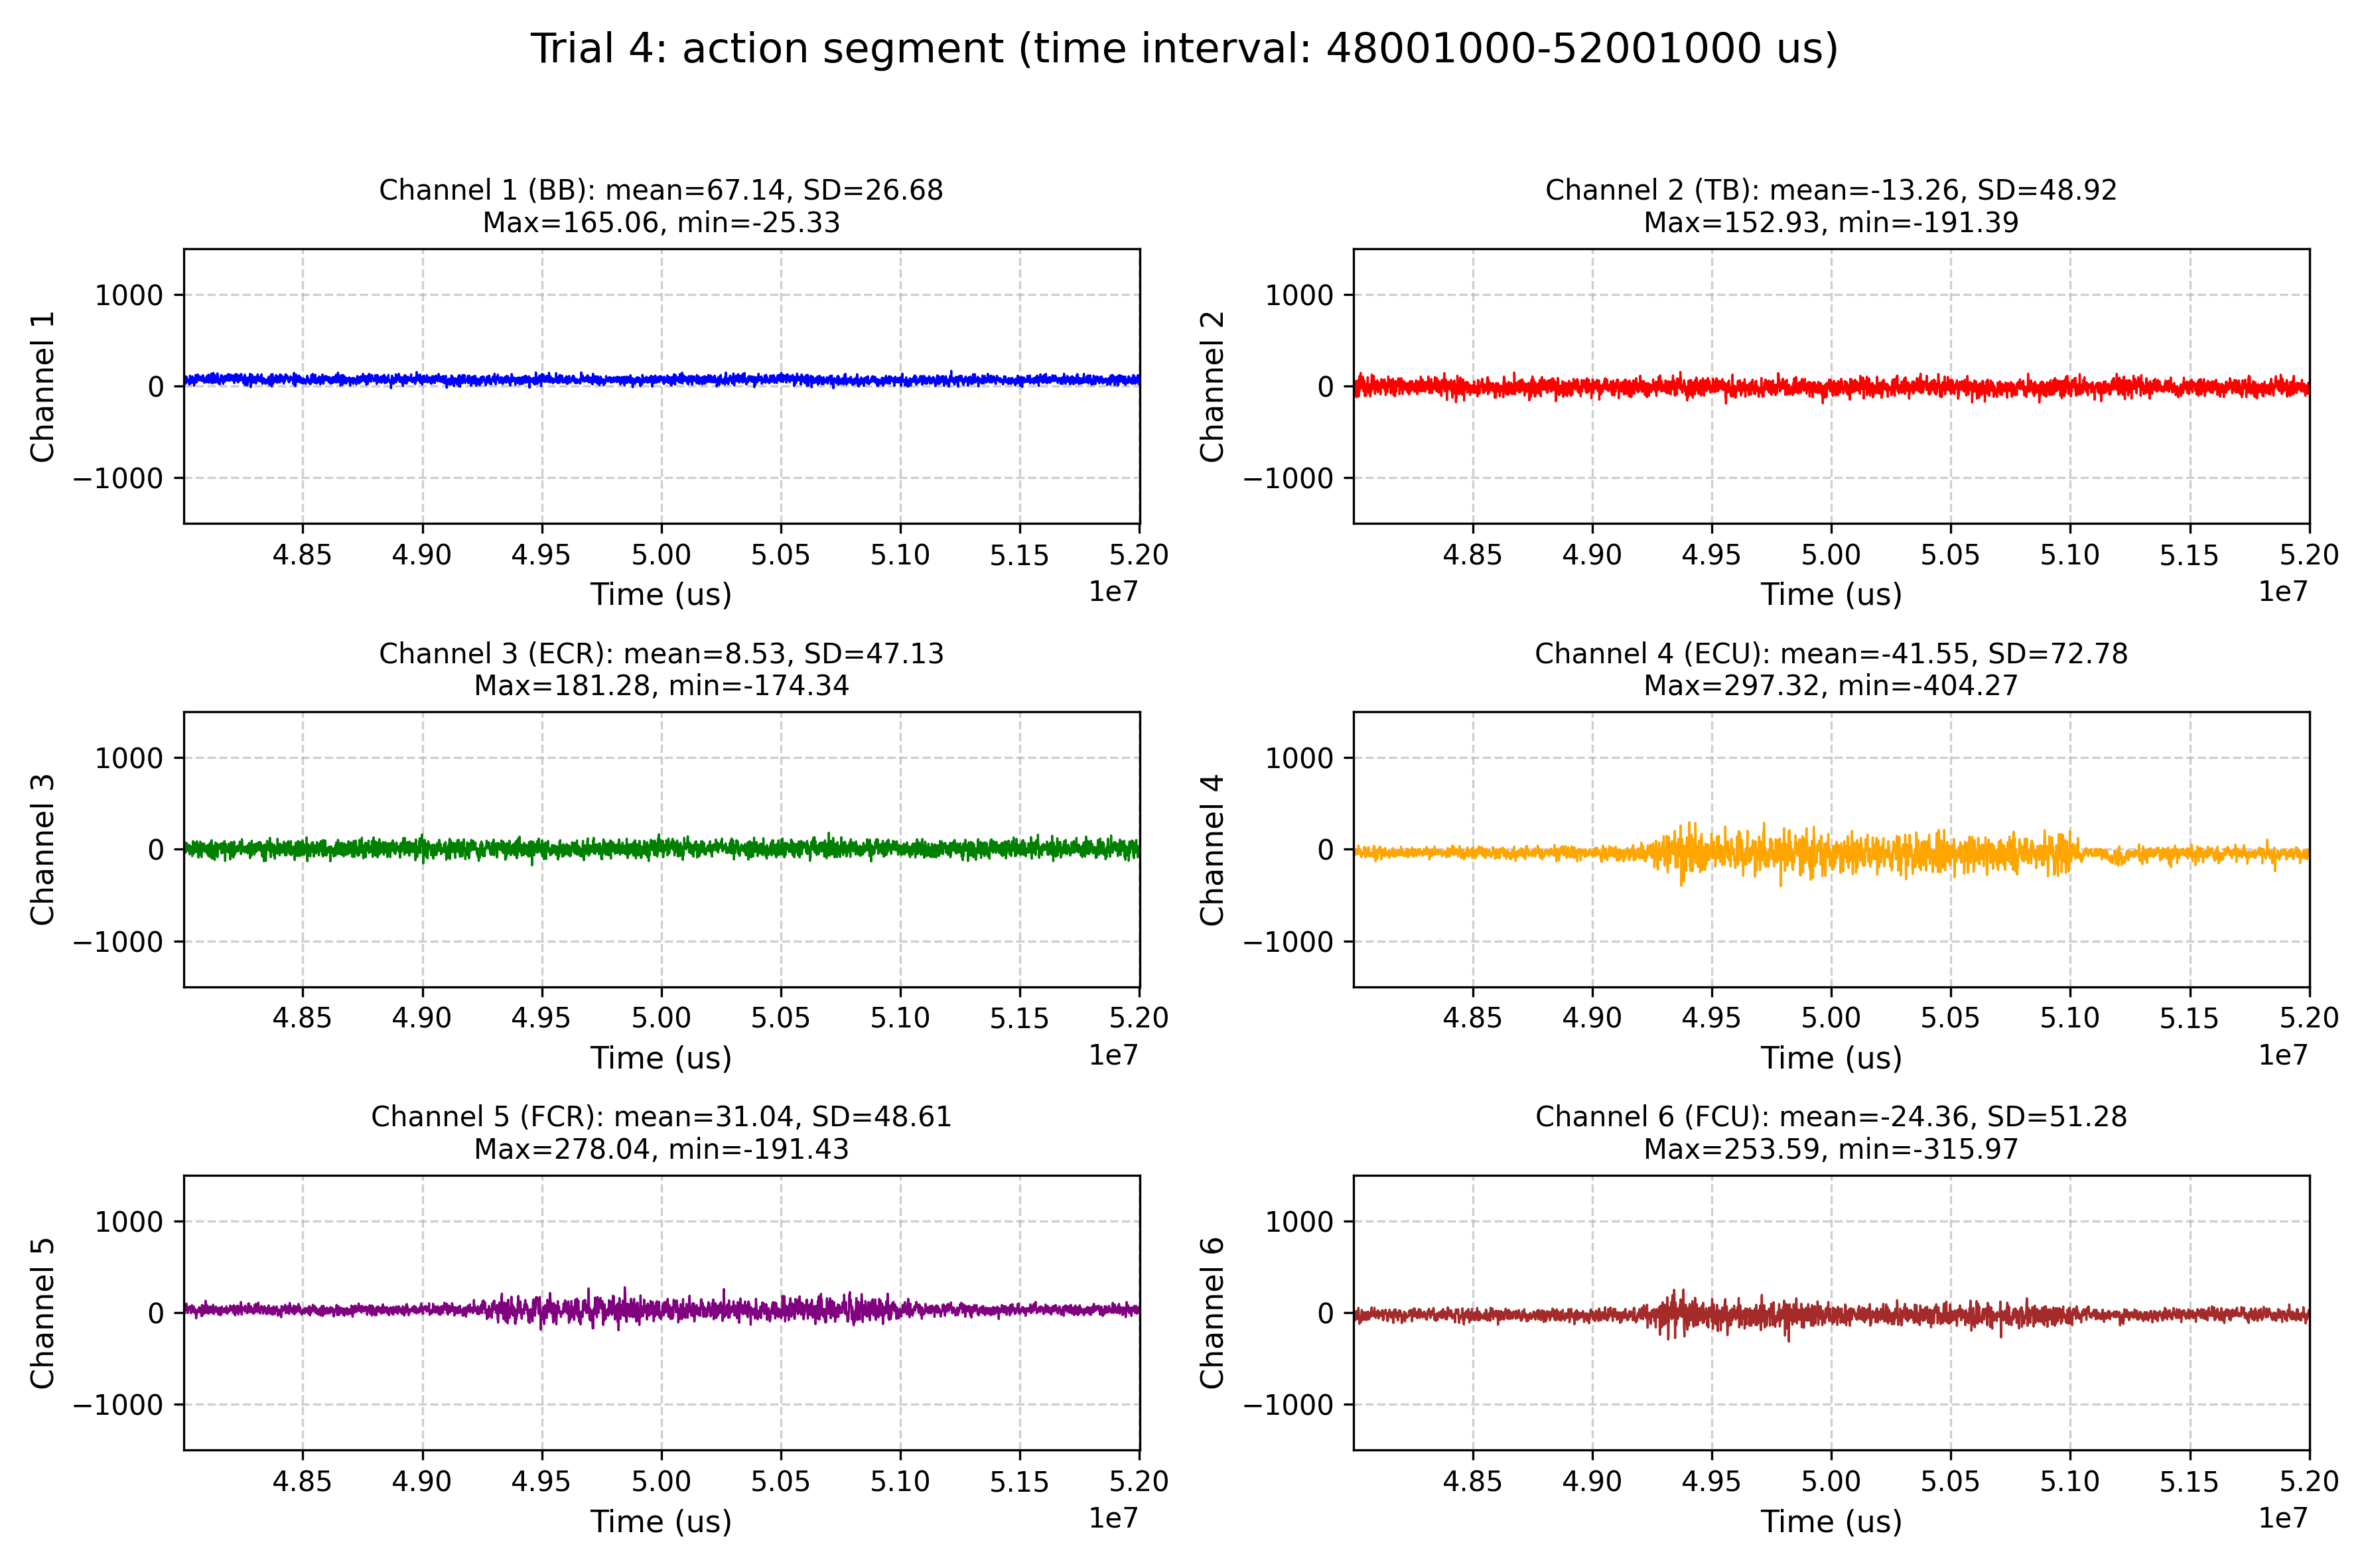 Trial 4: action segment (time interval: 48001000-52001000 us)
Channel 1 (BB): mean=67.14, SD=26.68
Max=165.06, min=-25.33
Channel 1
1000
0
−1000
4.85 4.90 4.95 5.00 5.05 5.10 5.15 5.20
1e7
Time (us)
Channel 2 (TB): mean=-13.26, SD=48.92
Max=152.93, min=-191.39
Channel 2
1000
0
−1000
4.85 4.90 4.95 5.00 5.05 5.10 5.15 5.20
1e7
Time (us)
Channel 3 (ECR): mean=8.53, SD=47.13
Max=181.28, min=-174.34
Channel 3
1000
0
−1000
4.85 4.90 4.95 5.00 5.05 5.10 5.15 5.20
1e7
Time (us)
Channel 4 (ECU): mean=-41.55, SD=72.78
Max=297.32, min=-404.27
Channel 4
1000
0
−1000
4.85 4.90 4.95 5.00 5.05 5.10 5.15 5.20
1e7
Time (us)
Channel 5 (FCR): mean=31.04, SD=48.61
Max=278.04, min=-191.43
Channel 5
1000
0
−1000
4.85 4.90 4.95 5.00 5.05 5.10 5.15 5.20
1e7
Time (us)
Channel 6 (FCU): mean=-24.36, SD=51.28
Max=253.59, min=-315.97
Channel 6
1000
0
−1000
4.85 4.90 4.95 5.00 5.05 5.10 5.15 5.20
1e7
Time (us)